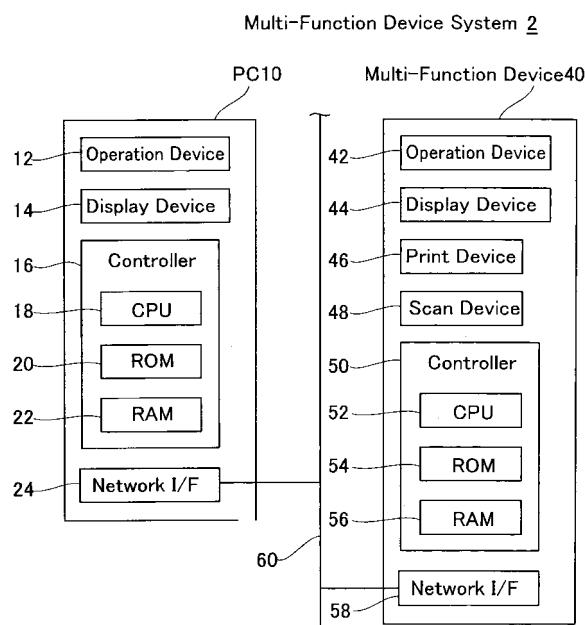 Multi-Function Device System 2
PC10
12 Operation Device
14 Display Device
16 Controller
18 CPU
20 ROM
22 RAM
24 Network I/F
Multi-Function Device40
42 Operation Device
44 Display Device
46 Print Device
48 Scan Device
50 Controller
52 CPU
54 ROM
56 RAM
60
58 Network I/F